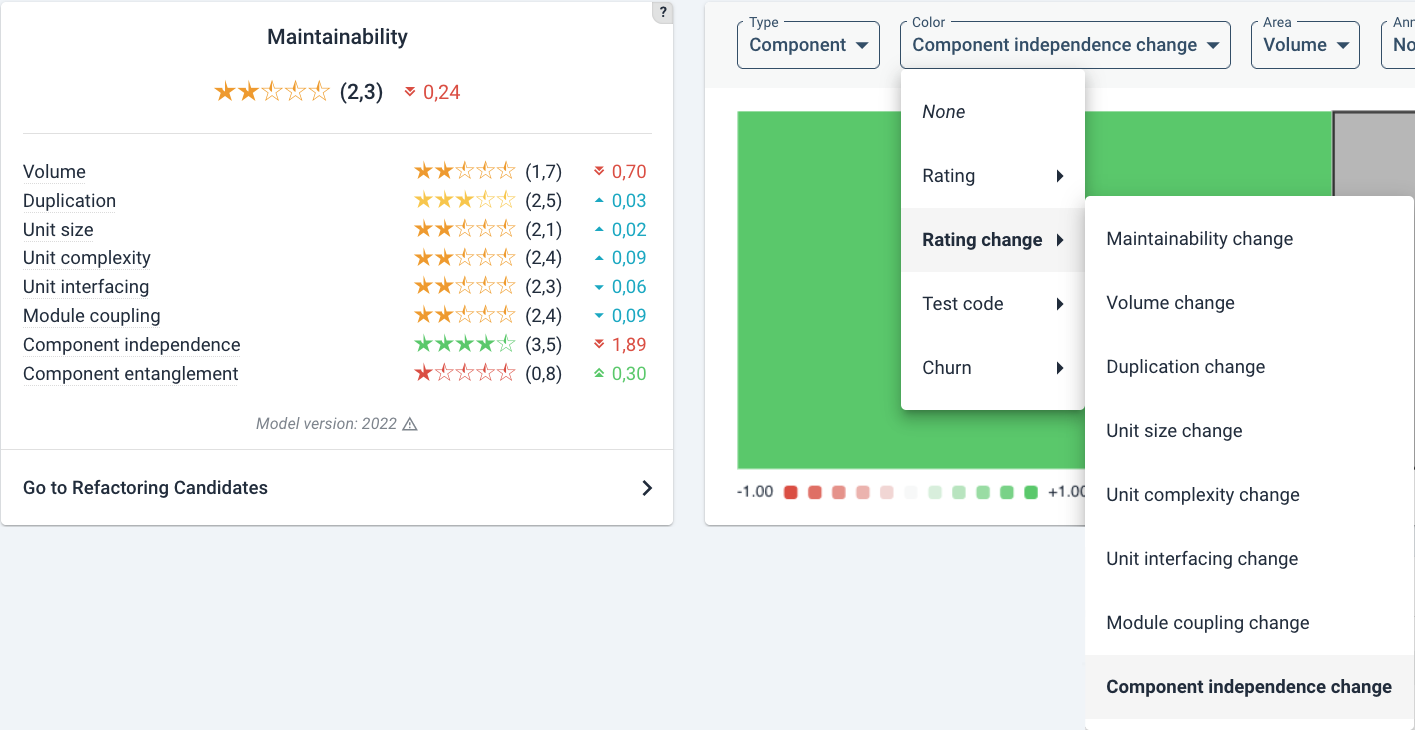 ?
Maintainability
(2,3) 0,24
Volume (1,7) 0,70
Duplication (2,5) 0,03
Unit size (2,1) 0,02
Unit complexity (2,4) 0,09
Unit interfacing (2,3) 0,06
Module coupling (2,4) 0,09
Component independence (3,5) 1,89
Component entanglement (0,8) 0,30
Model version: 2022
Go to Refactoring Candidates
Type
Component
Color
Component independence change
Area
Volume
Ann
No
None
Rating
Rating change
Test code
Churn
Maintainability change
Volume change
Duplication change
Unit size change
Unit complexity change
Unit interfacing change
Module coupling change
Component independence change
-1.00 +1.00